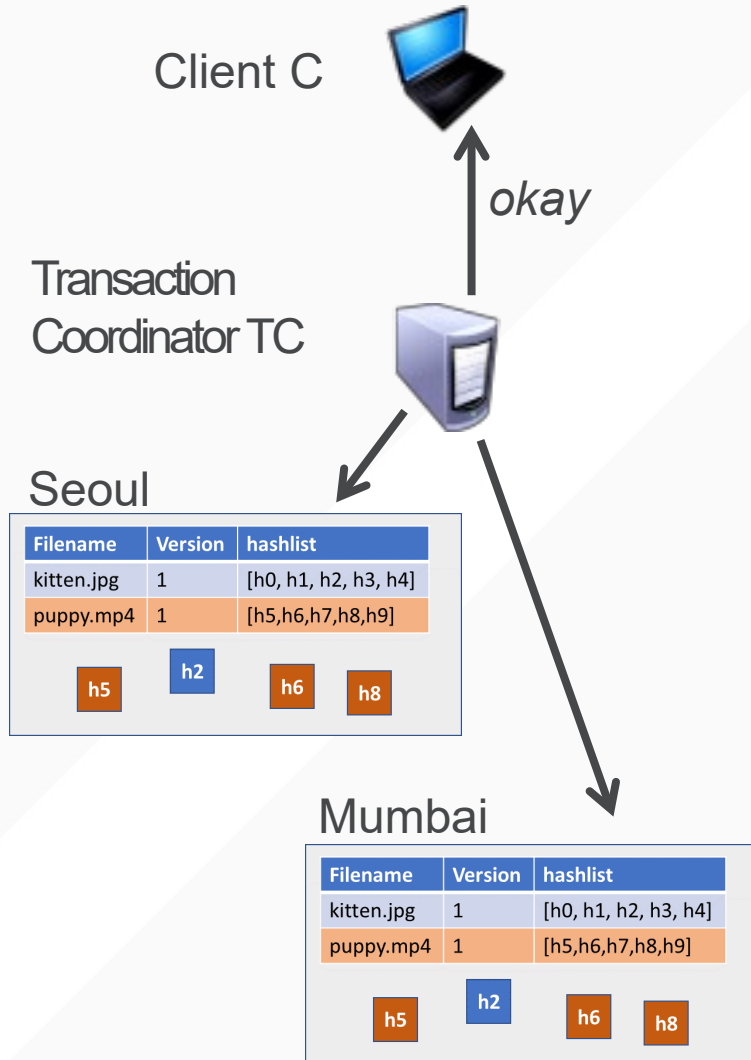 Client C
okay
Transaction
Coordinator TC
Seoul
Filename Version hashlist
kitten.jpg 1 [h0, h1, h2, h3, h4]
puppy.mp4 1 [h5,h6,h7,h8,h9]
h5 h2 h6 h8
Mumbai
Filename Version hashlist
kitten.jpg 1 [h0, h1, h2, h3, h4]
puppy.mp4 1 [h5,h6,h7,h8,h9]
h5 h2 h6 h8